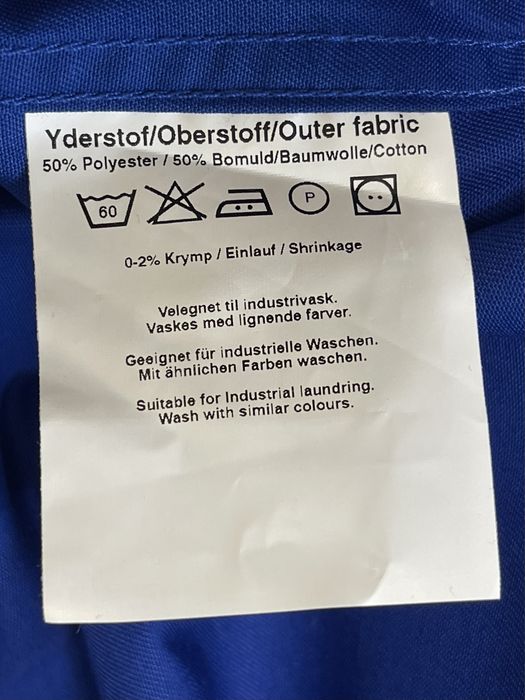 Yderstof/Oberstoff/Outer fabric
50% Polyester / 50% Bomuld/Baumwolle/Cotton
60 P
0-2% Krymp / Einlauf / Shrinkage
Velegnet til industrivask.
Vaskes med lignende farver.
Geeignet für industrielle Waschen.
Mit ähnlichen Farben waschen.
Suitable for Industrial laundring.
Wash with similar colours.